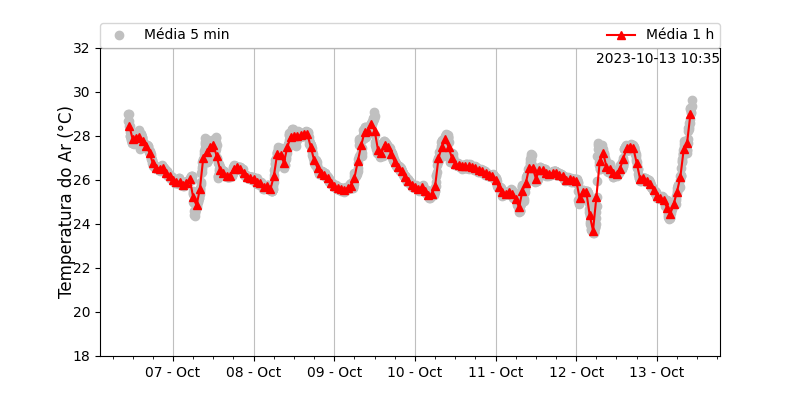 Média 5 min
Média 1 h
2023-10-13 10:35
Temperatura do Ar (°C)
32
30
28
26
24
22
20
18
07 - Oct
08 - Oct
09 - Oct
10 - Oct
11 - Oct
12 - Oct
13 - Oct